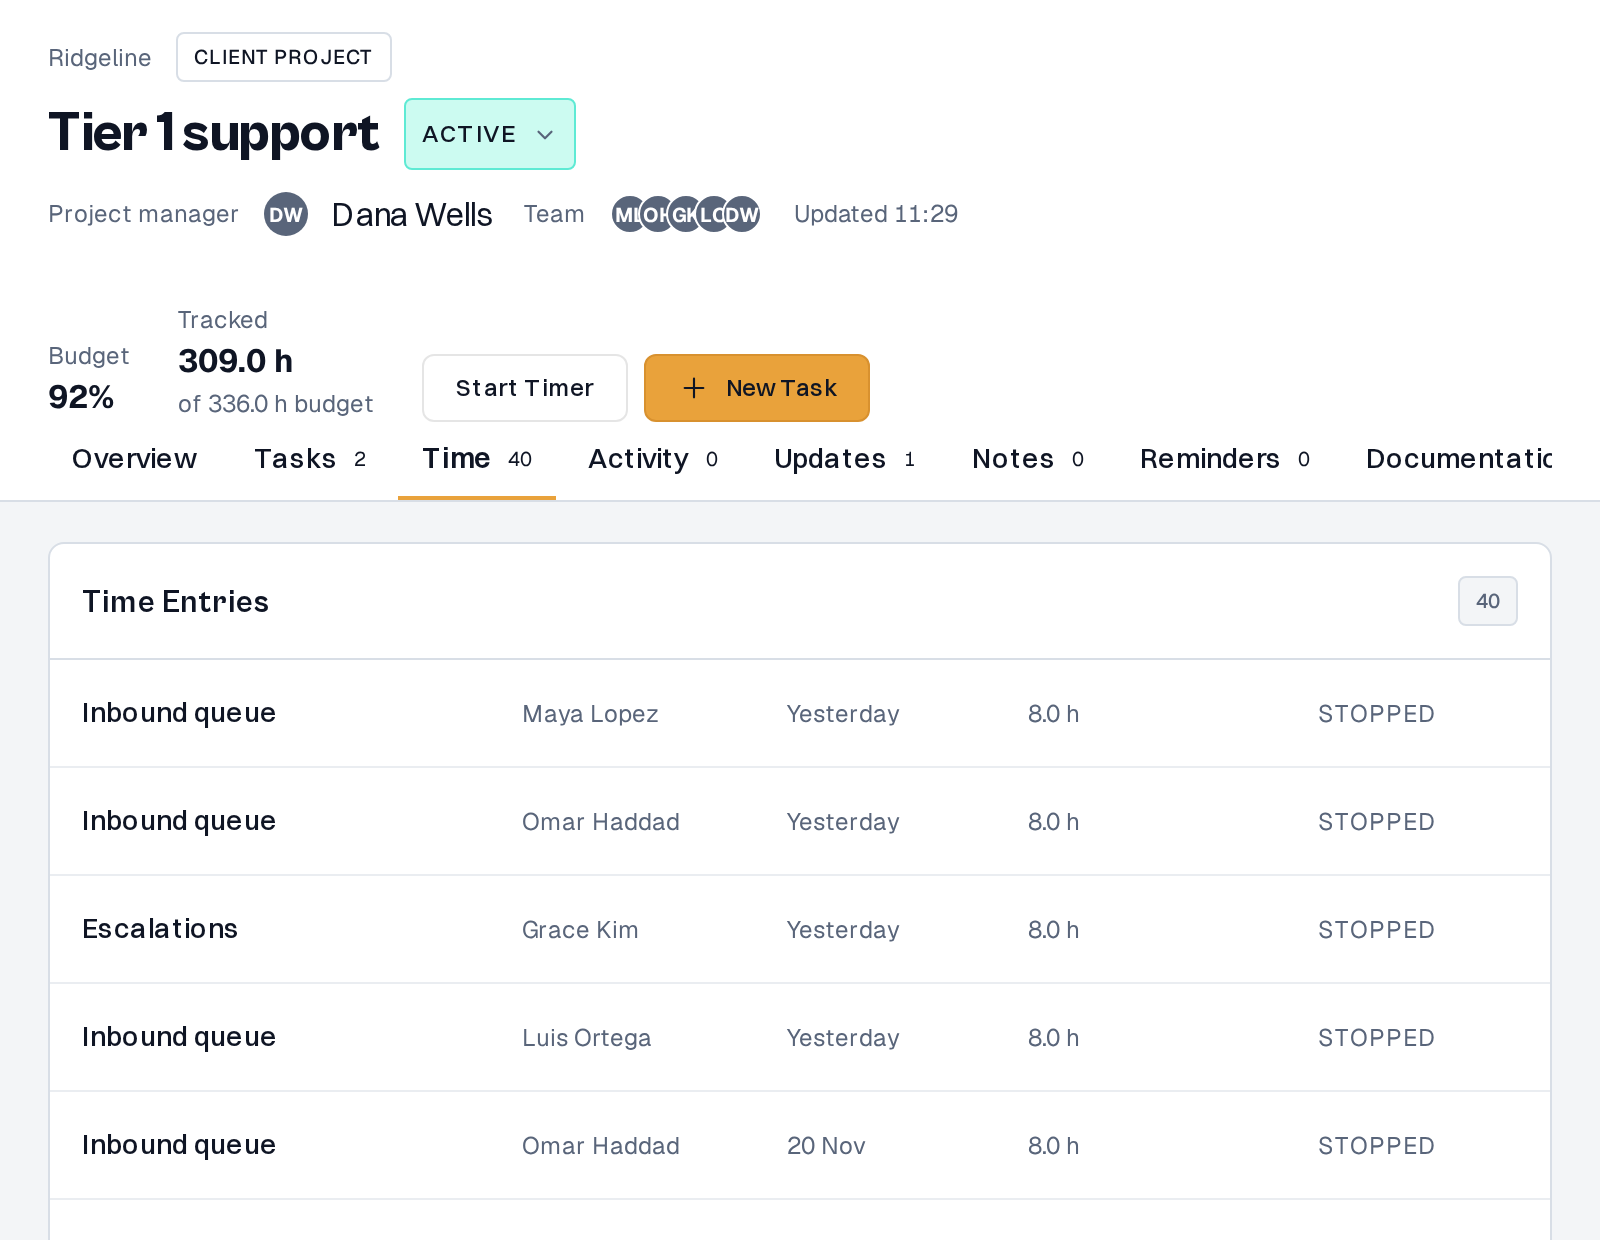 Ridgeline CLIENT PROJECT
Tier 1 support ACTIVE
Project manager DW Dana Wells Team DW Updated 11:29
Tracked
Budget 309.0 h
92% of 336.0 h budget
Start Timer New Task
Overview Tasks 2 Time 40 Activity 0 Updates 1 Notes 0 Reminders 0
Time Entries 40
Inbound queue Maya Lopez Yesterday 8.0 h STOPPED
Inbound queue Omar Haddad Yesterday 8.0 h STOPPED
Escalations Grace Kim Yesterday 8.0 h STOPPED
Inbound queue Luis Ortega Yesterday 8.0 h STOPPED
Inbound queue Omar Haddad 20 Nov 8.0 h STOPPED